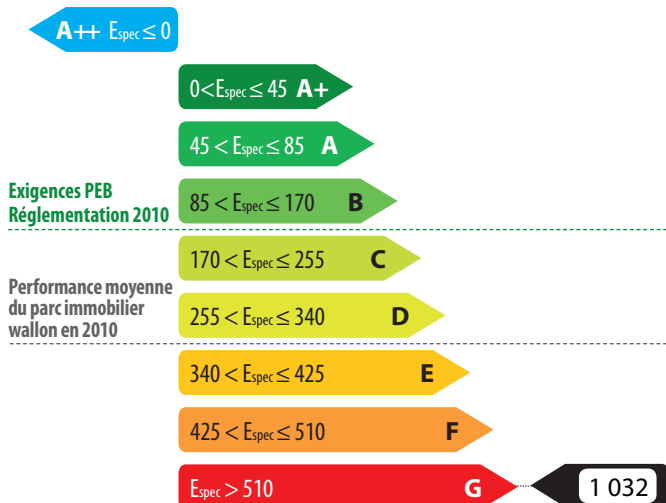 A++ Espec ≤ 0
0 < Espec ≤ 45 A+
45 < Espec ≤ 85 A
Exigences PEB
Réglementation 2010
85 < Espec ≤ 170 B
170 < Espec ≤ 255 C
Performance moyenne
du parc immobilier
wallon en 2010
255 < Espec ≤ 340 D
340 < Espec ≤ 425 E
425 < Espec ≤ 510 F
Espec > 510 G
1 032